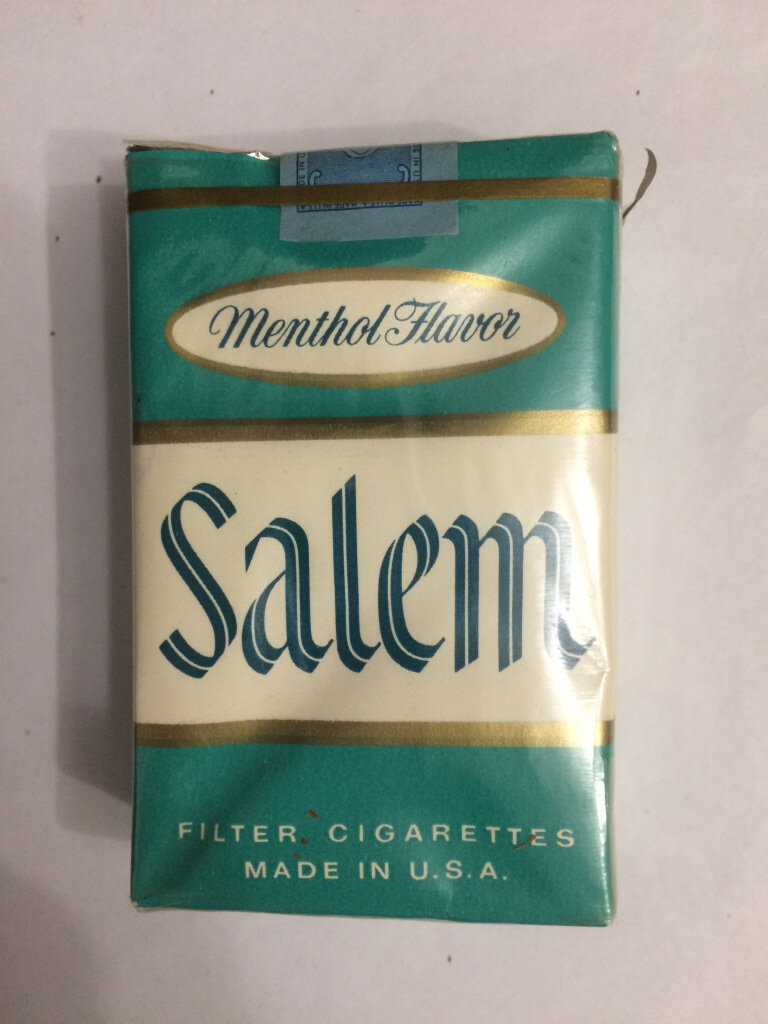 Menthol Flavor
Salem
FILTER CIGARETTES
MADE IN U.S.A.